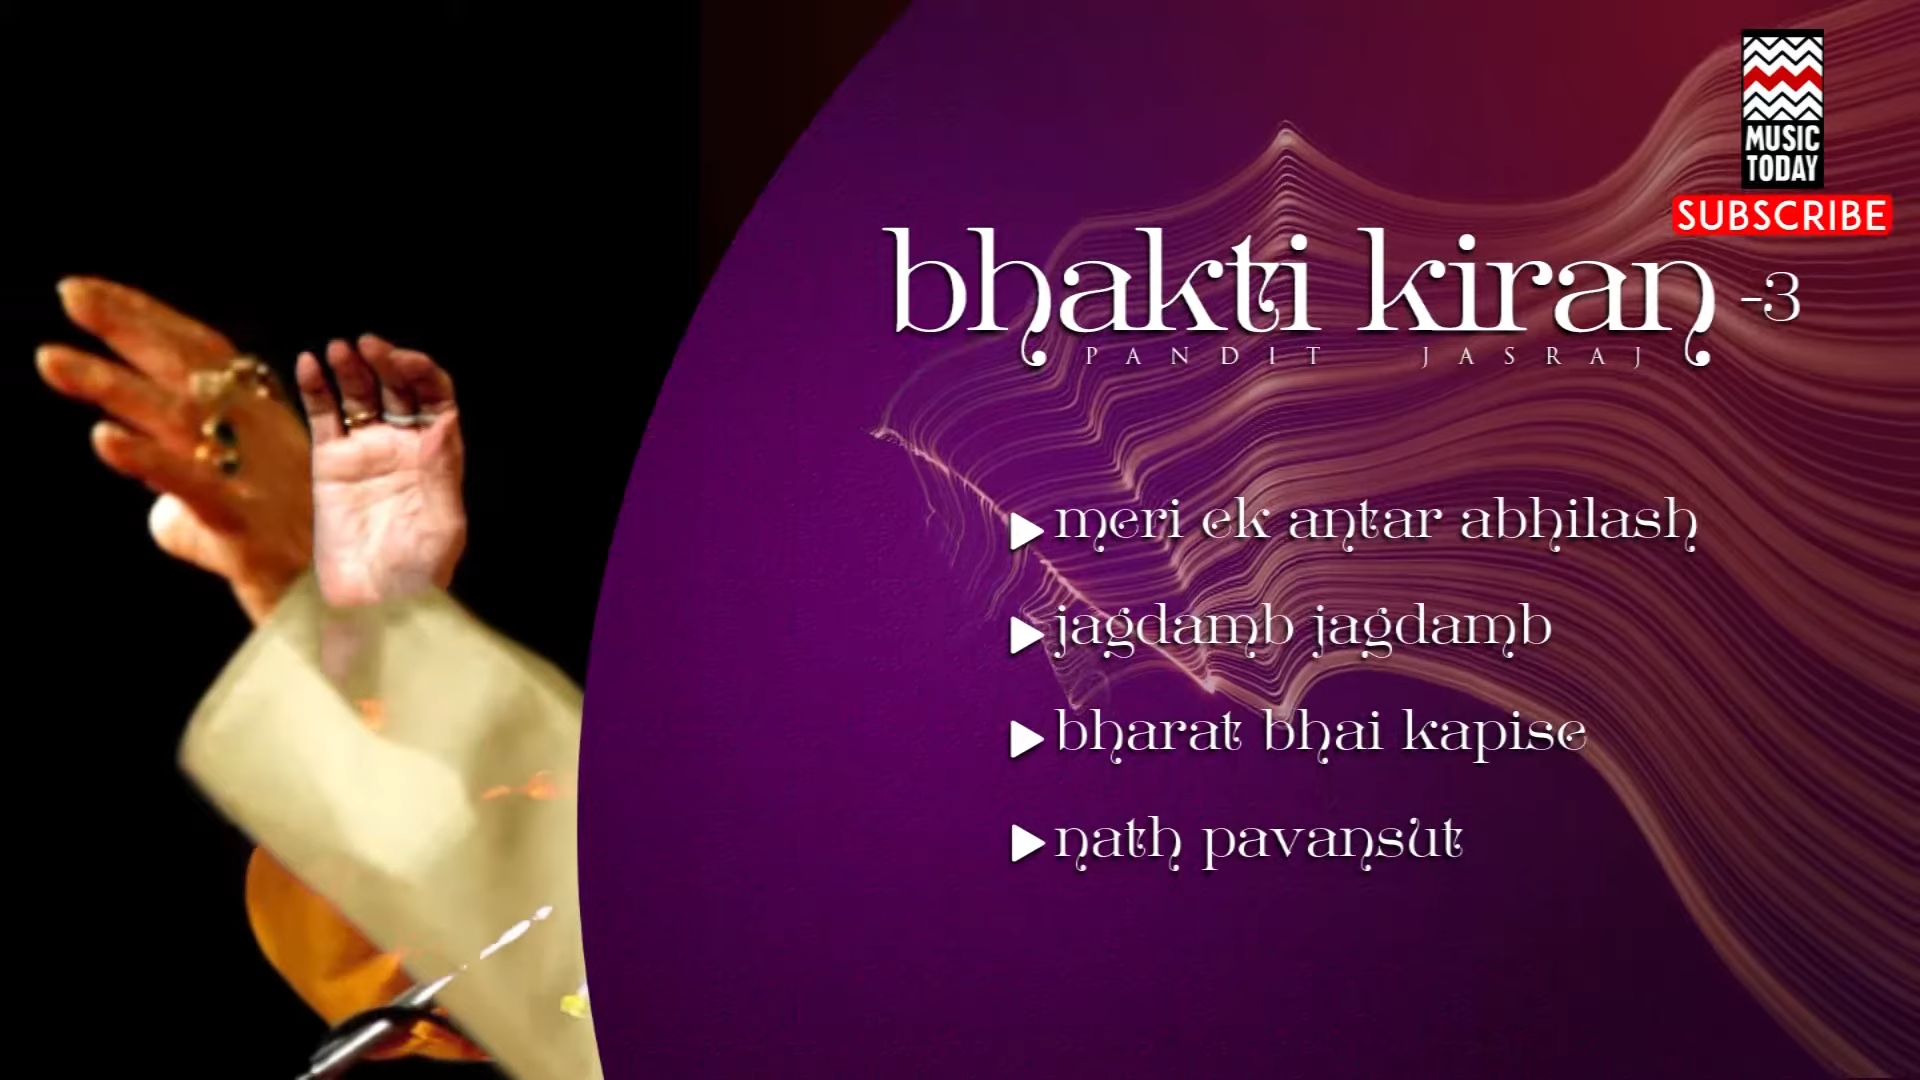 MUSIC
TODAY
SUBSCRIBE
bhakti kiran -3
PANDIT JASRAJ
meri ek antar abhilash
jagdamb jagdamb
bharat bhai kapise
nath pavansut